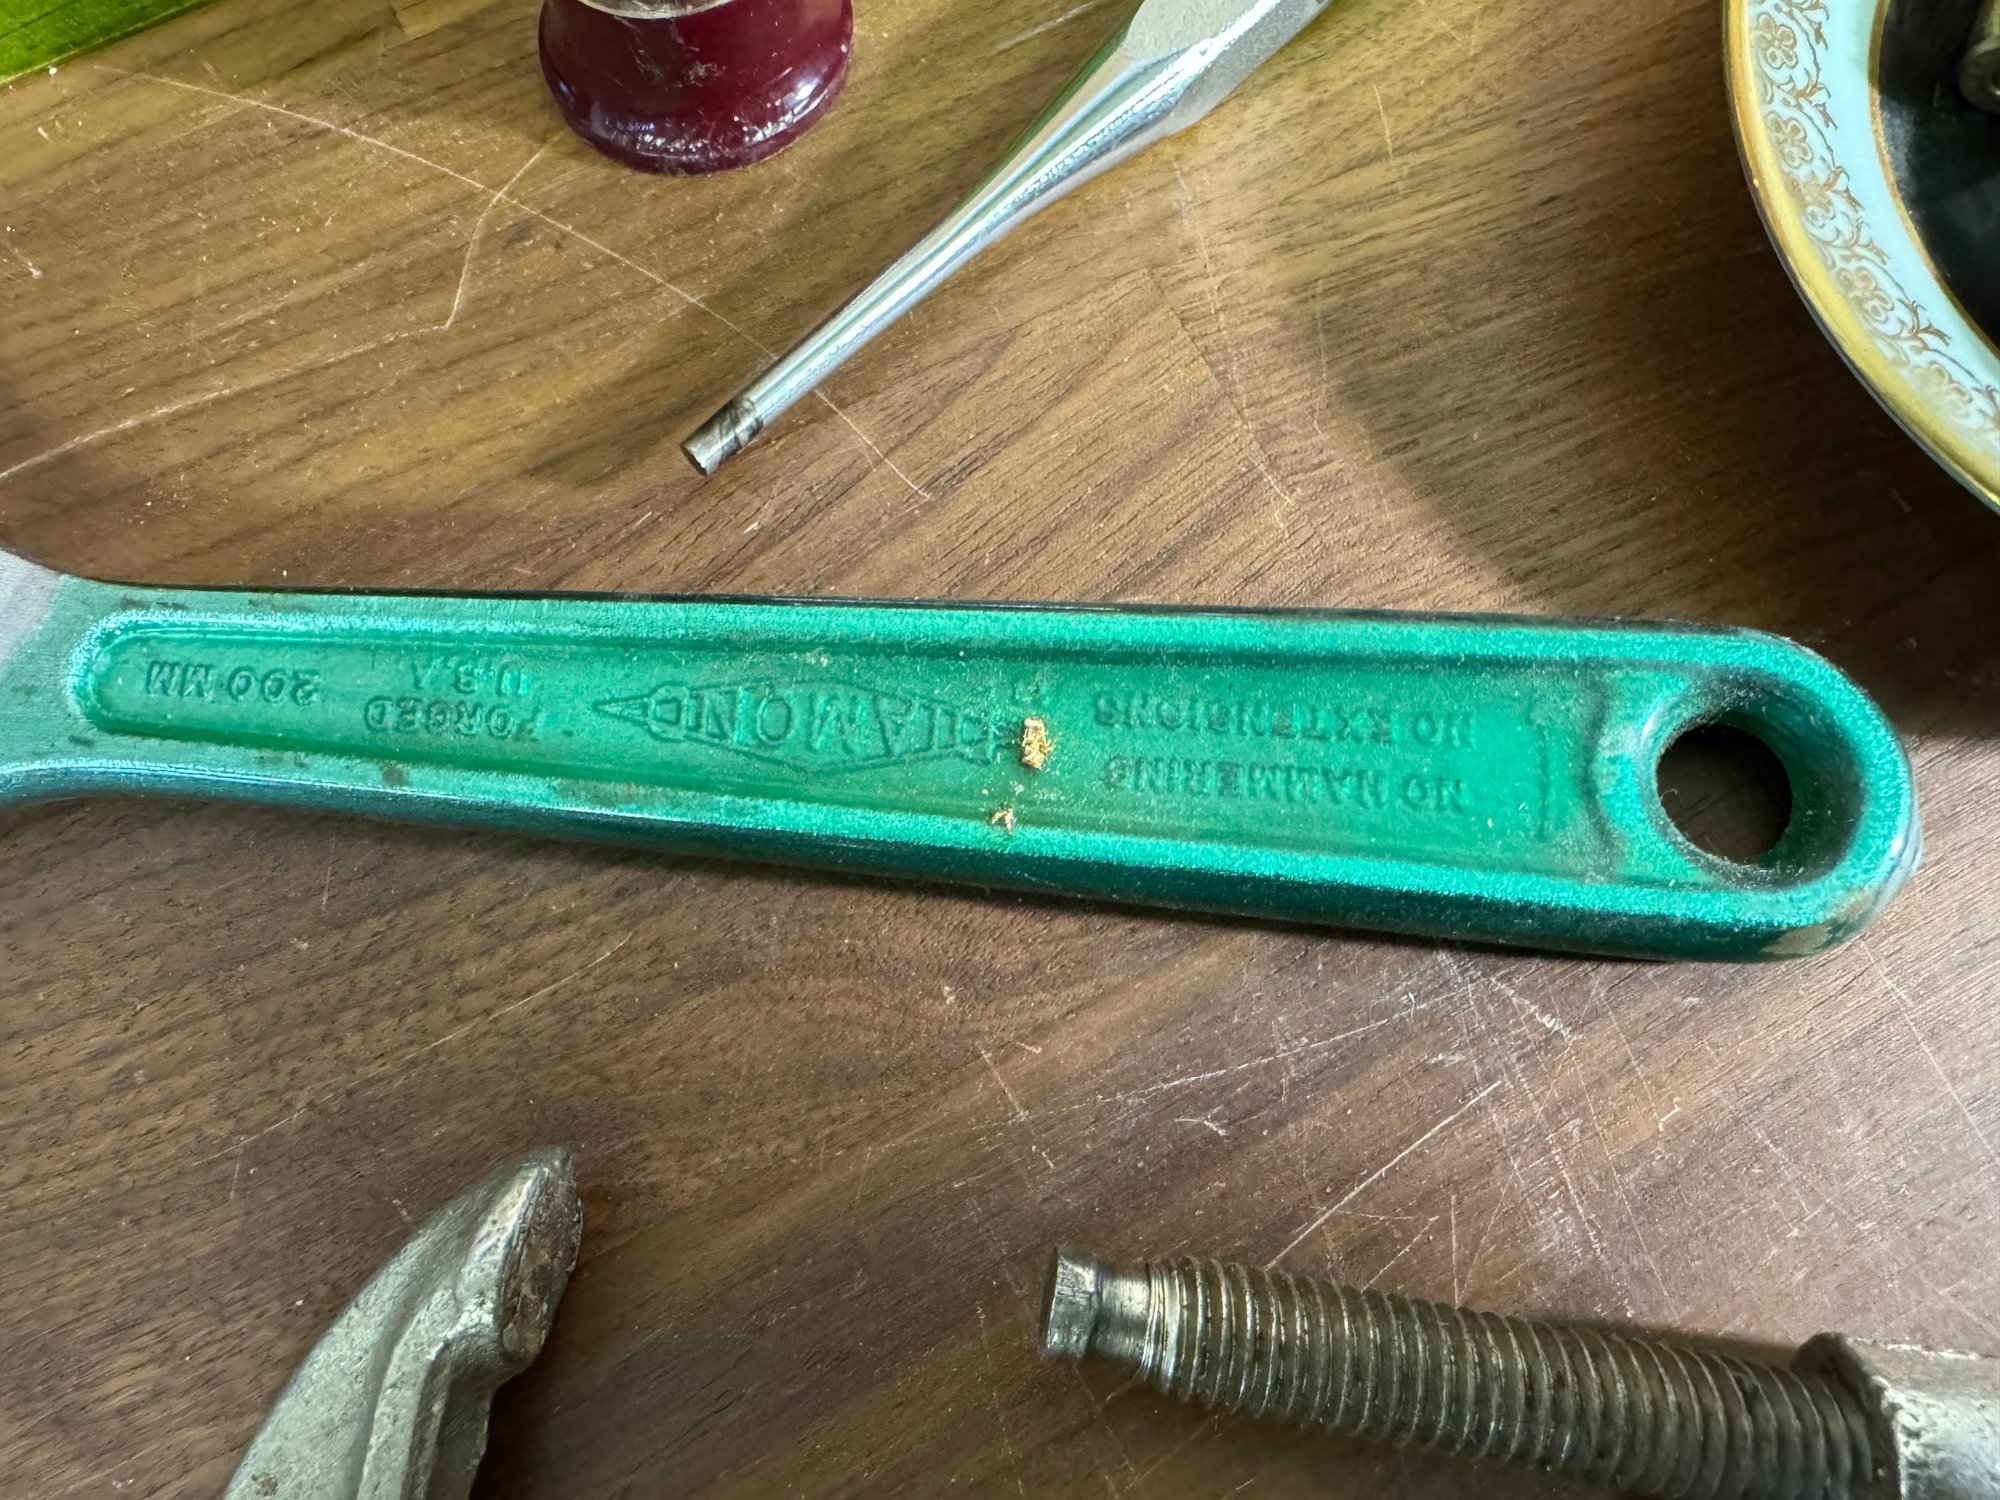 NO HAMMERING
NO EXTENSIONS
DIAMOND
FORGED
U.S.A
200 MM